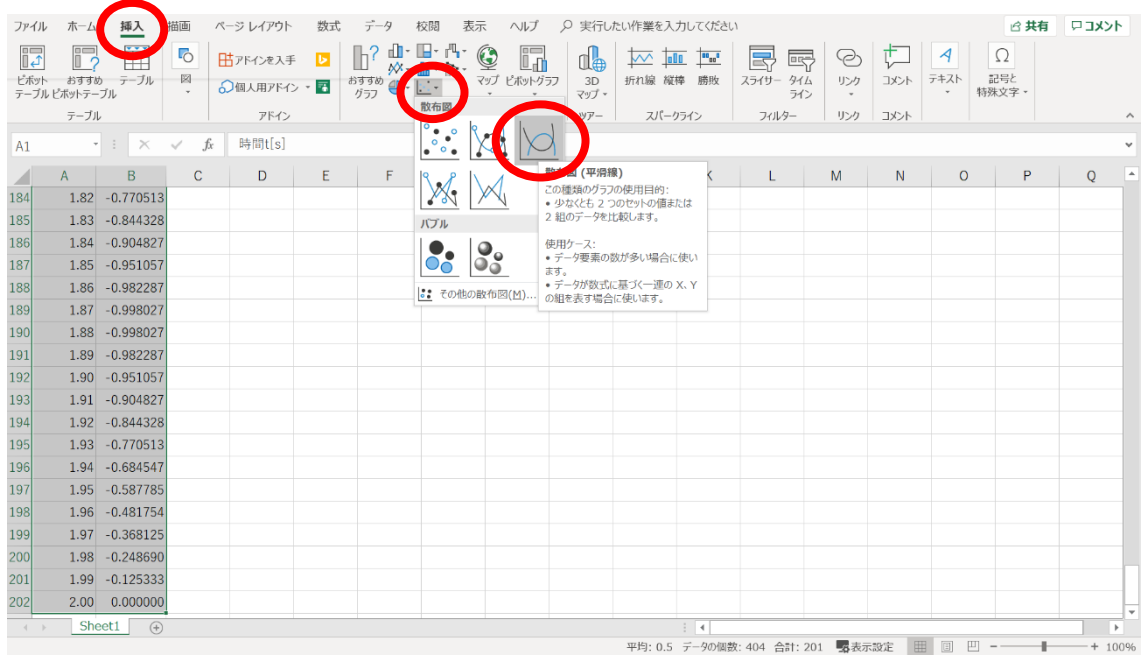 ファイル ホーム 挿入 描画 ページ レイアウト 数式 データ 校閲 表示 ヘルプ 実行したい作業を入力してください 共有 コメント
ピボット
テーブル
おすすめ
ピボットテーブル
テーブル
図
アドインを入手
個人用アドイン
おすすめ
グラフ
マップ
ピボットグラフ
3D
マップ
折れ線 縦棒 勝敗
スライサー
タイム
ライン
リンク
コメント
テキスト
記号と
特殊文字
テーブル アドイン ツアー スパークライン フィルター リンク コメント
A1 fx 時間t[s]
散布図
バブル
その他の散布図(M)...
散布図 (平滑線)
この種類のグラフの使用目的:
• 少なくとも 2 つのセットの値または
2 組のデータを比較します。
使用ケース:
• データ要素の数が多い場合に使い
ます。
• データが数式に基づく一連の X、Y
の組を表す場合に使います。
A B C D E F K L M N O P Q
184 1.82 -0.770513
185 1.83 -0.844328
186 1.84 -0.904827
187 1.85 -0.951057
188 1.86 -0.982287
189 1.87 -0.998027
190 1.88 -0.998027
191 1.89 -0.982287
192 1.90 -0.951057
193 1.91 -0.904827
194 1.92 -0.844328
195 1.93 -0.770513
196 1.94 -0.684547
197 1.95 -0.587785
198 1.96 -0.481754
199 1.97 -0.368125
200 1.98 -0.248690
201 1.99 -0.125333
202 2.00 0.000000
Sheet1
平均: 0.5 データの個数: 404 合計: 201 表示設定 100%